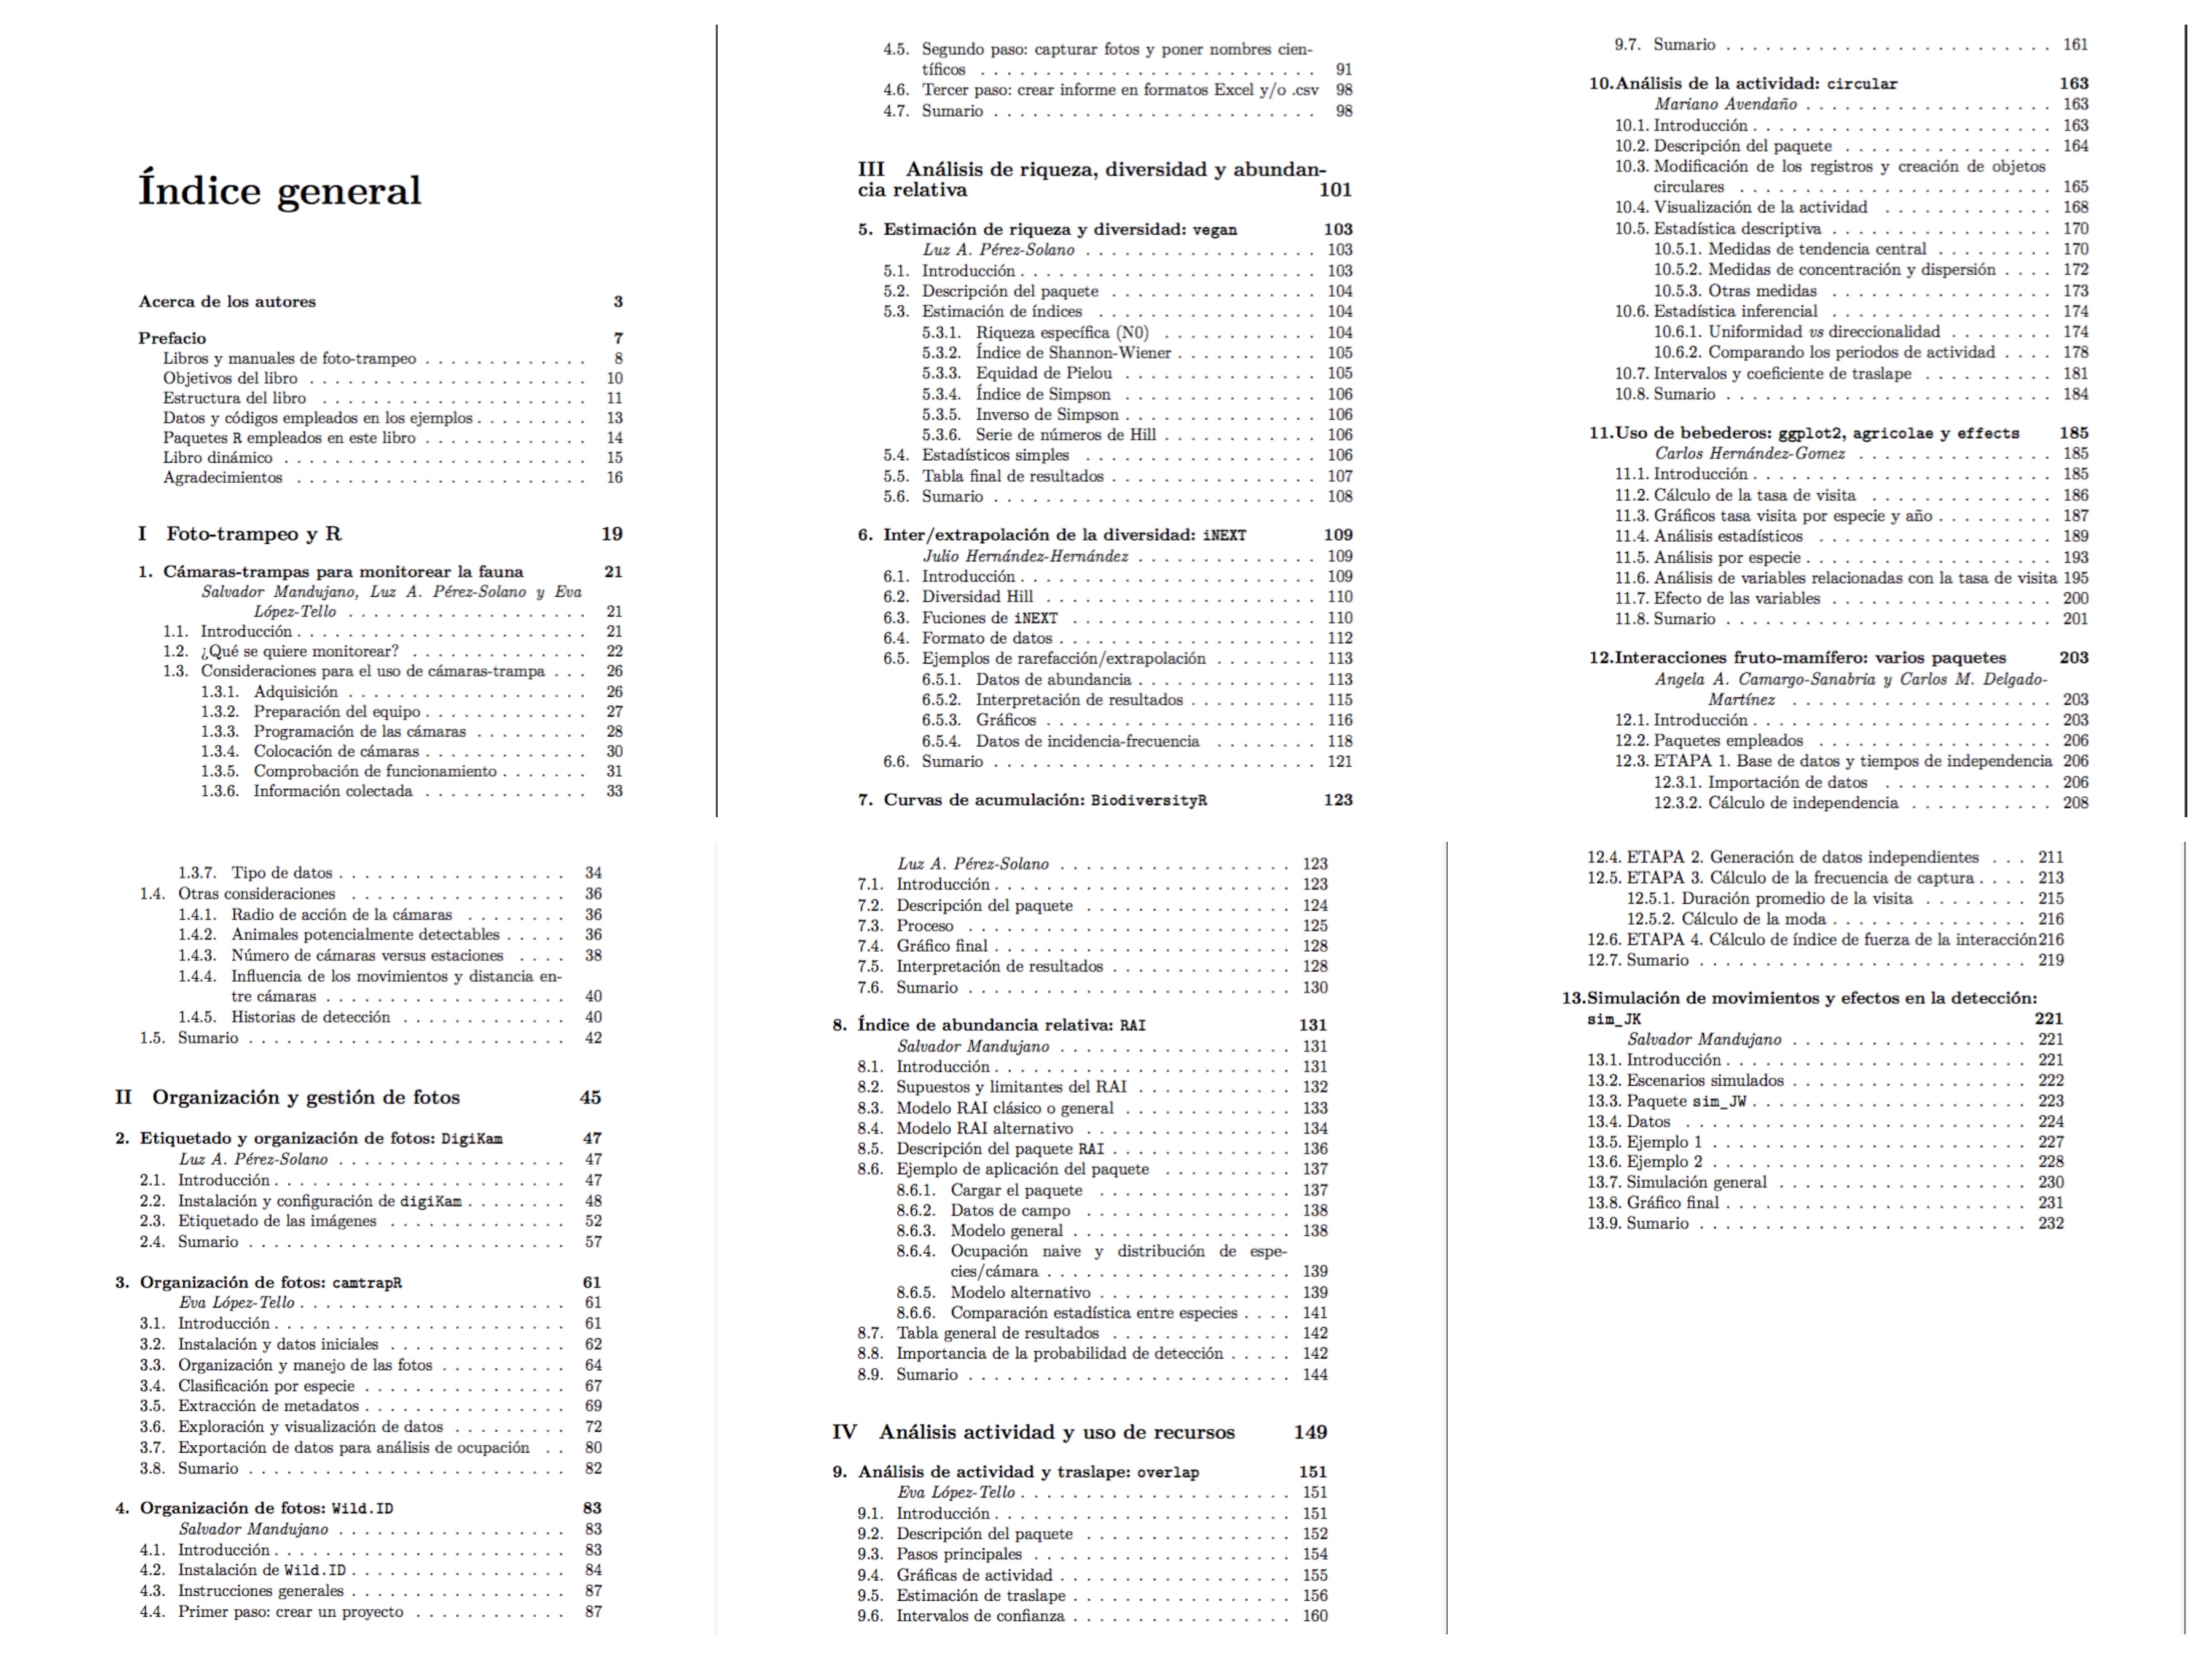 Índice general
Acerca de los autores 3
Prefacio 7
Libros y manuales de foto-trampeo . . . . . . . . . . . . . 8
Objetivos del libro . . . . . . . . . . . . . 10
Estructura del libro . . . . . . . . . . . . . 11
Datos y códigos empleados en los ejemplos . . . . . . . . . 13
Paquetes R empleados en este libro . . . . . . . . . . . . . 14
Libro dinámico . . . . . . . . . . . . . 15
Agradecimientos . . . . . . . . . . . . . 16
I Foto-trampeo y R 19
1. Cámaras-trampas para monitorear la fauna 21
Salvador Mandujano, Luz A. Pérez-Solano y Eva
López-Tello . . . . . . . . . . . . . 21
1.1. Introducción . . . . . . . . . . . . . 21
1.2. ¿Qué se quiere monitorear? . . . . . . . . . . . . . 22
1.3. Consideraciones para el uso de cámaras-trampa . . . 26
1.3.1. Adquisición . . . . . . . . . . . . . 26
1.3.2. Preparación del equipo . . . . . . . . . . . . . 27
1.3.3. Programación de las cámaras . . . . . . . . . 28
1.3.4. Colocación de cámaras . . . . . . . . . . . . . 30
1.3.5. Comprobación de funcionamiento . . . . . . . 31
1.3.6. Información colectada . . . . . . . . . . . . . 33
1.3.7. Tipo de datos . . . . . . . . . . . . . 34
1.4. Otras consideraciones . . . . . . . . . . . . . 36
1.4.1. Radio de acción de la cámaras . . . . . . . . 36
1.4.2. Animales potencialmente detectables . . . . . 36
1.4.3. Número de cámaras versus estaciones . . . . 38
1.4.4. Influencia de los movimientos y distancia en-
tre cámaras . . . . . . . . . . . . . 40
1.4.5. Historias de detección . . . . . . . . . . . . . 40
1.5. Sumario . . . . . . . . . . . . . 42
II Organización y gestión de fotos 45
2. Etiquetado y organización de fotos: DigiKam 47
Luz A. Pérez-Solano . . . . . . . . . . . . . 47
2.1. Introducción . . . . . . . . . . . . . 47
2.2. Instalación y configuración de digiKam . . . . . . . . 48
2.3. Etiquetado de las imágenes . . . . . . . . . . . . . 52
2.4. Sumario . . . . . . . . . . . . . 57
3. Organización de fotos: camtrapR 61
Eva López-Tello . . . . . . . . . . . . . 61
3.1. Introducción . . . . . . . . . . . . . 61
3.2. Instalación y datos iniciales . . . . . . . . . . . . . 62
3.3. Organización y manejo de las fotos . . . . . . . . . . 64
3.4. Clasificación por especie . . . . . . . . . . . . . 67
3.5. Extracción de metadatos . . . . . . . . . . . . . 69
3.6. Exploración y visualización de datos . . . . . . . . . 72
3.7. Exportación de datos para análisis de ocupación . . 80
3.8. Sumario . . . . . . . . . . . . . 82
4. Organización de fotos: Wild.ID 83
Salvador Mandujano . . . . . . . . . . . . . 83
4.1. Introducción . . . . . . . . . . . . . 83
4.2. Instalación de Wild.ID . . . . . . . . . . . . . 84
4.3. Instrucciones generales . . . . . . . . . . . . . 87
4.4. Primer paso: crear un proyecto . . . . . . . . . . . . 87
4.5. Segundo paso: capturar fotos y poner nombres cien-
tíficos . . . . . . . . . . . . . 91
4.6. Tercer paso: crear informe en formatos Excel y/o .csv 98
4.7. Sumario . . . . . . . . . . . . . 98
III Análisis de riqueza, diversidad y abundan-
cia relativa 101
5. Estimación de riqueza y diversidad: vegan 103
Luz A. Pérez-Solano . . . . . . . . . . . . . 103
5.1. Introducción . . . . . . . . . . . . . 103
5.2. Descripción del paquete . . . . . . . . . . . . . 104
5.3. Estimación de índices . . . . . . . . . . . . . 104
5.3.1. Riqueza específica (N0) . . . . . . . . . . . . 104
5.3.2. Índice de Shannon-Wiener . . . . . . . . . . . 105
5.3.3. Equidad de Pielou . . . . . . . . . . . . . 105
5.3.4. Índice de Simpson . . . . . . . . . . . . . 106
5.3.5. Inverso de Simpson . . . . . . . . . . . . . 106
5.3.6. Serie de números de Hill . . . . . . . . . . . . 106
5.4. Estadísticos simples . . . . . . . . . . . . . 106
5.5. Tabla final de resultados . . . . . . . . . . . . . 107
5.6. Sumario . . . . . . . . . . . . . 108
6. Inter/extrapolación de la diversidad: iNEXT 109
Julio Hernández-Hernández . . . . . . . . . . . . . 109
6.1. Introducción . . . . . . . . . . . . . 109
6.2. Diversidad Hill . . . . . . . . . . . . . 110
6.3. Fuciones de iNEXT . . . . . . . . . . . . . 110
6.4. Formato de datos . . . . . . . . . . . . . 112
6.5. Ejemplos de rarefacción/extrapolación . . . . . . . . 113
6.5.1. Datos de abundancia . . . . . . . . . . . . . 113
6.5.2. Interpretación de resultados . . . . . . . . . . 115
6.5.3. Gráficos . . . . . . . . . . . . . 116
6.5.4. Datos de incidencia-frecuencia . . . . . . . . 118
6.6. Sumario . . . . . . . . . . . . . 121
7. Curvas de acumulación: BiodiversityR 123
Luz A. Pérez-Solano . . . . . . . . . . . . . 123
7.1. Introducción . . . . . . . . . . . . . 123
7.2. Descripción del paquete . . . . . . . . . . . . . 124
7.3. Proceso . . . . . . . . . . . . . 125
7.4. Gráfico final . . . . . . . . . . . . . 128
7.5. Interpretación de resultados . . . . . . . . . . . . . 128
7.6. Sumario . . . . . . . . . . . . . 130
8. Índice de abundancia relativa: RAI 131
Salvador Mandujano . . . . . . . . . . . . . 131
8.1. Introducción . . . . . . . . . . . . . 131
8.2. Supuestos y limitantes del RAI . . . . . . . . . . . . 132
8.3. Modelo RAI clásico o general . . . . . . . . . . . . . 133
8.4. Modelo RAI alternativo . . . . . . . . . . . . . 134
8.5. Descripción del paquete RAI . . . . . . . . . . . . . 136
8.6. Ejemplo de aplicación del paquete . . . . . . . . . . 137
8.6.1. Cargar el paquete . . . . . . . . . . . . . 137
8.6.2. Datos de campo . . . . . . . . . . . . . 138
8.6.3. Modelo general . . . . . . . . . . . . . 138
8.6.4. Ocupación naive y distribución de espe-
cies/cámara . . . . . . . . . . . . . 139
8.6.5. Modelo alternativo . . . . . . . . . . . . . 139
8.6.6. Comparación estadística entre especies . . . . 141
8.7. Tabla general de resultados . . . . . . . . . . . . . 142
8.8. Importancia de la probabilidad de detección . . . . . 142
8.9. Sumario . . . . . . . . . . . . . 144
IV Análisis actividad y uso de recursos 149
9. Análisis de actividad y traslape: overlap 151
Eva López-Tello . . . . . . . . . . . . . 151
9.1. Introducción . . . . . . . . . . . . . 151
9.2. Descripción del paquete . . . . . . . . . . . . . 152
9.3. Pasos principales . . . . . . . . . . . . . 154
9.4. Gráficas de actividad . . . . . . . . . . . . . 155
9.5. Estimación de traslape . . . . . . . . . . . . . 156
9.6. Intervalos de confianza . . . . . . . . . . . . . 160
9.7. Sumario . . . . . . . . . . . . . 161
10.Análisis de la actividad: circular 163
Mariano Avendaño . . . . . . . . . . . . . 163
10.1. Introducción . . . . . . . . . . . . . 163
10.2. Descripción del paquete . . . . . . . . . . . . . 164
10.3. Modificación de los registros y creación de objetos
circulares . . . . . . . . . . . . . 165
10.4. Visualización de la actividad . . . . . . . . . . . . . 168
10.5. Estadística descriptiva . . . . . . . . . . . . . 170
10.5.1. Medidas de tendencia central . . . . . . . . . 170
10.5.2. Medidas de concentración y dispersión . . . . 172
10.5.3. Otras medidas . . . . . . . . . . . . . 173
10.6. Estadística inferencial . . . . . . . . . . . . . 174
10.6.1. Uniformidad vs direccionalidad . . . . . . . . 174
10.6.2. Comparando los periodos de actividad . . . . 178
10.7. Intervalos y coeficiente de traslape . . . . . . . . . . 181
10.8. Sumario . . . . . . . . . . . . . 184
11.Uso de bebederos: ggplot2, agricolae y effects 185
Carlos Hernández-Gomez . . . . . . . . . . . . . 185
11.1. Introducción . . . . . . . . . . . . . 185
11.2. Cálculo de la tasa de visita . . . . . . . . . . . . . 186
11.3. Gráficos tasa visita por especie y año . . . . . . . . . 187
11.4. Análisis estadísticos . . . . . . . . . . . . . 189
11.5. Análisis por especie . . . . . . . . . . . . . 193
11.6. Análisis de variables relacionadas con la tasa de visita 195
11.7. Efecto de las variables . . . . . . . . . . . . . 200
11.8. Sumario . . . . . . . . . . . . . 201
12.Interacciones fruto-mamífero: varios paquetes 203
Angela A. Camargo-Sanabria y Carlos M. Delgado-
Martínez . . . . . . . . . . . . . 203
12.1. Introducción . . . . . . . . . . . . . 203
12.2. Paquetes empleados . . . . . . . . . . . . . 206
12.3. ETAPA 1. Base de datos y tiempos de independencia 206
12.3.1. Importación de datos . . . . . . . . . . . . . 206
12.3.2. Cálculo de independencia . . . . . . . . . . . 208
12.4. ETAPA 2. Generación de datos independientes . . . 211
12.5. ETAPA 3. Cálculo de la frecuencia de captura . . . . 213
12.5.1. Duración promedio de la visita . . . . . . . . 215
12.5.2. Cálculo de la moda . . . . . . . . . . . . . 216
12.6. ETAPA 4. Cálculo de índice de fuerza de la interacción216
12.7. Sumario . . . . . . . . . . . . . 219
13.Simulación de movimientos y efectos en la detección:
sim_JK 221
Salvador Mandujano . . . . . . . . . . . . . 221
13.1. Introducción . . . . . . . . . . . . . 221
13.2. Escenarios simulados . . . . . . . . . . . . . 222
13.3. Paquete sim_JW . . . . . . . . . . . . . 223
13.4. Datos . . . . . . . . . . . . . 224
13.5. Ejemplo 1 . . . . . . . . . . . . . 227
13.6. Ejemplo 2 . . . . . . . . . . . . . 228
13.7. Simulación general . . . . . . . . . . . . . 230
13.8. Gráfico final . . . . . . . . . . . . . 231
13.9. Sumario . . . . . . . . . . . . . 232